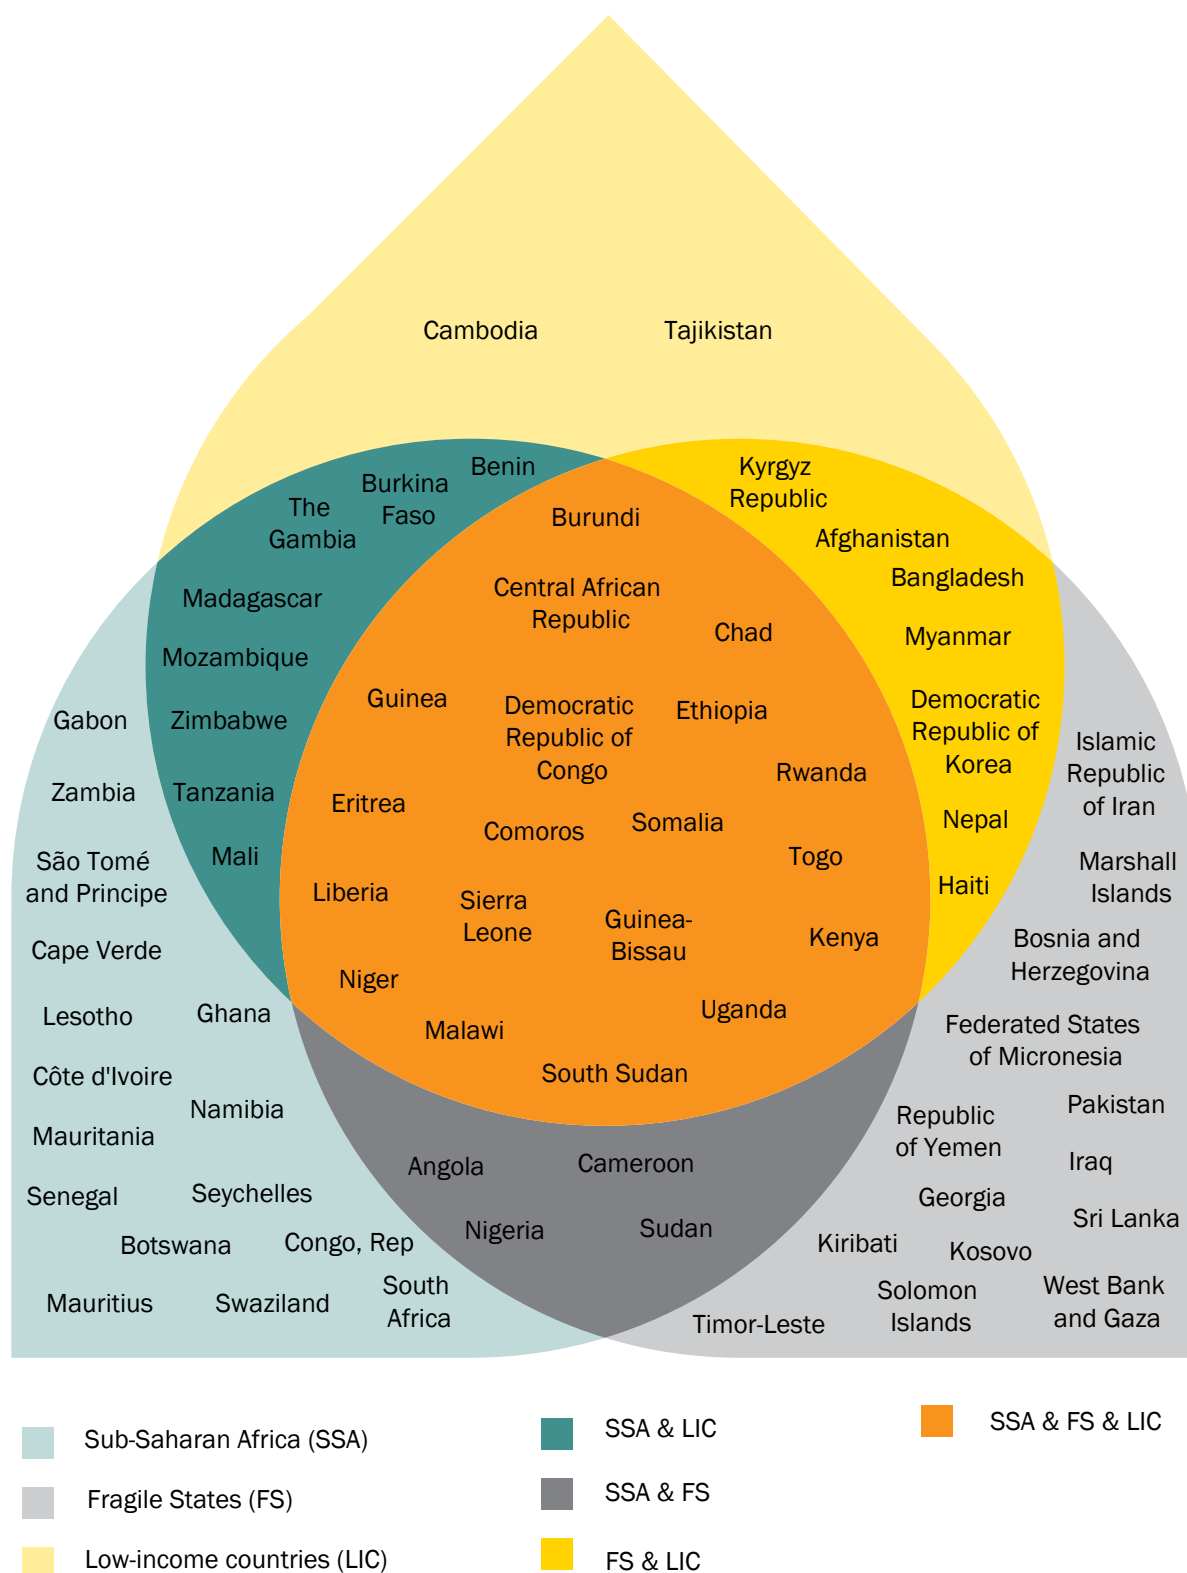 Cambodia
Tajikistan
Benin
Burkina
Faso
The
Gambia
Madagascar
Mozambique
Zimbabwe
Tanzania
Mali
Kyrgyz
Republic
Afghanistan
Bangladesh
Myanmar
Democratic
Republic of
Korea
Nepal
Haiti
Burundi
Central African
Republic
Chad
Guinea
Democratic
Republic of
Congo
Ethiopia
Rwanda
Eritrea
Comoros
Somalia
Togo
Liberia
Sierra
Leone
Guinea-
Bissau
Kenya
Niger
Malawi
Uganda
South Sudan
Gabon
Zambia
São Tomé
and Principe
Cape Verde
Lesotho
Ghana
Côte d'Ivoire
Namibia
Mauritania
Senegal
Seychelles
Botswana
Congo, Rep
Mauritius
Swaziland
South
Africa
Angola
Cameroon
Nigeria
Sudan
Islamic
Republic
of Iran
Marshall
Islands
Bosnia and
Herzegovina
Federated States
of Micronesia
Republic
of Yemen
Pakistan
Iraq
Georgia
Sri Lanka
Kiribati
Kosovo
Solomon
Islands
West Bank
and Gaza
Timor-Leste
Sub-Saharan Africa (SSA)
Fragile States (FS)
Low-income countries (LIC)
SSA & LIC
SSA & FS
FS & LIC
SSA & FS & LIC